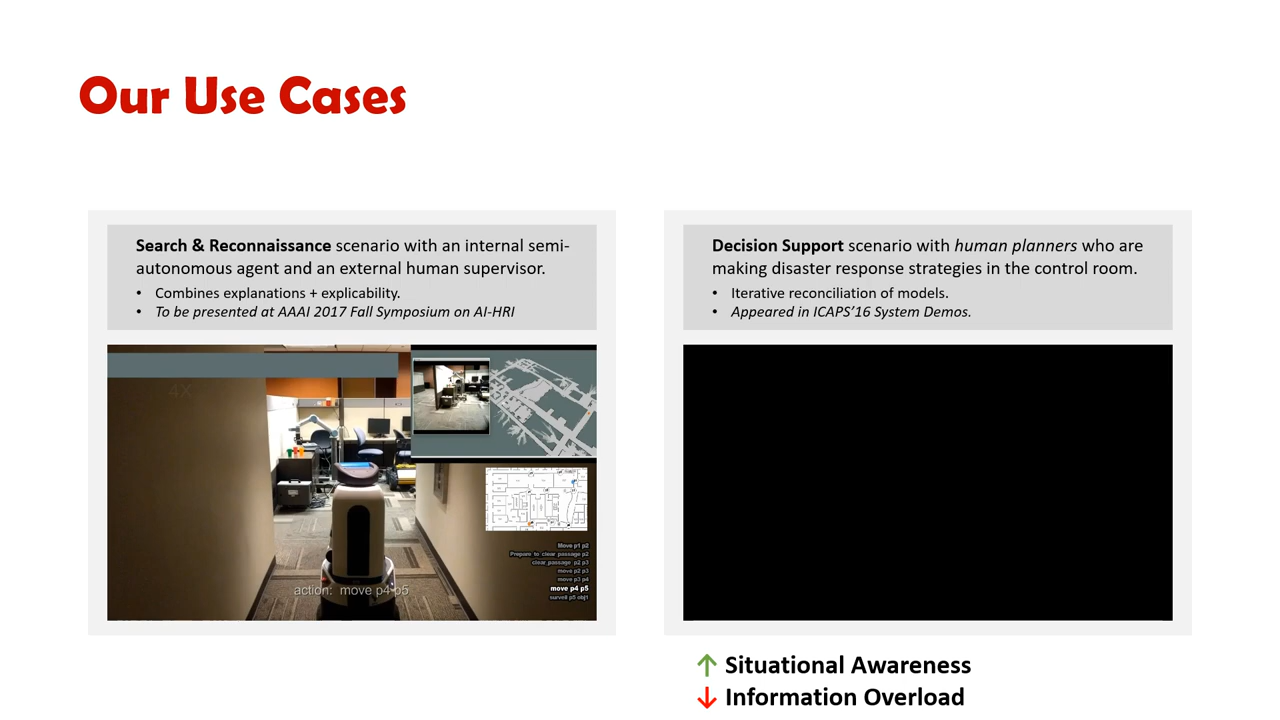 Our Use Cases
Search & Reconnaissance scenario with an internal semi-
autonomous agent and an external human supervisor.
• Combines explanations + explicability.
• To be presented at AAAI 2017 Fall Symposium on AI-HRI
4X
action: move p4 p5
Move p1 p2
Prepare to clear passage p2
clear passage p2 p3
move p2 p3
move p3 p4
move p4 p5
surveil p5 obj1
Decision Support scenario with human planners who are
making disaster response strategies in the control room.
• Iterative reconciliation of models.
• Appeared in ICAPS’16 System Demos.
↑ Situational Awareness
↓ Information Overload